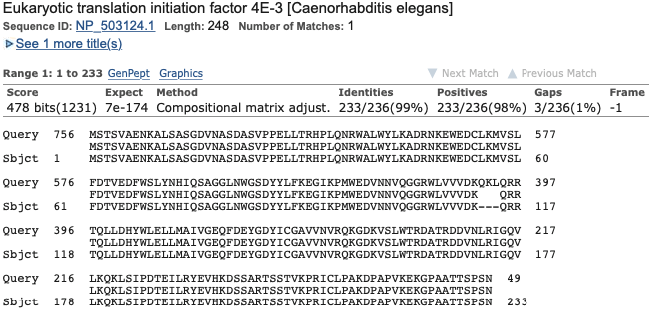 Eukaryotic translation initiation factor 4E-3 [Caenorhabditis elegans]
Sequence ID: NP_503124.1 Length: 248 Number of Matches: 1
See 1 more title(s)
Range 1: 1 to 233 GenPept Graphics Next Match Previous Match
Score Expect Method Identities Positives Gaps Frame
478 bits(1231) 7e-174 Compositional matrix adjust. 233/236(99%) 233/236(98%) 3/236(1%) -1
Query 756 MSTSVAENKALSASGDVNASDASVPPELLTRHPLQNRWALWYLKADRNKEWEDCLKMVSL 577
MSTSVAENKALSASGDVNASDASVPPELLTRHPLQNRWALWYLKADRNKEWEDCLKMVSL
Sbjct 1 MSTSVAENKALSASGDVNASDASVPPELLTRHPLQNRWALWYLKADRNKEWEDCLKMVSL 60
Query 576 FDTVEDFWSLYNHIQSAGGLNWGSDYYLFKEGIKPMWEDVNNVQGGRWLVVVDKQKLQRR 397
FDTVEDFWSLYNHIQSAGGLNWGSDYYLFKEGIKPMWEDVNNVQGGRWLVVVDK QRR
Sbjct 61 FDTVEDFWSLYNHIQSAGGLNWGSDYYLFKEGIKPMWEDVNNVQGGRWLVVVDK---QRR 117
Query 396 TQLLDHYWLELLMAIVGEQFDEYGDYICGAVVNVRQKGDKVSLWTRDATRDDVNLRIGQV 217
TQLLDHYWLELLMAIVGEQFDEYGDYICGAVVNVRQKGDKVSLWTRDATRDDVNLRIGQV
Sbjct 118 TQLLDHYWLELLMAIVGEQFDEYGDYICGAVVNVRQKGDKVSLWTRDATRDDVNLRIGQV 177
Query 216 LKQKLSIPDTEILRYEVHKDSSARTSSTVKPRICLPAKDPAPVKEKGPAATTSPSN 49
LKQKLSIPDTEILRYEVHKDSSARTSSTVKPRICLPAKDPAPVKEKGPAATTSPSN
Sbjct 178 LKQKLSIPDTEILRYEVHKDSSARTSSTVKPRICLPAKDPAPVKEKGPAATTSPSN 233